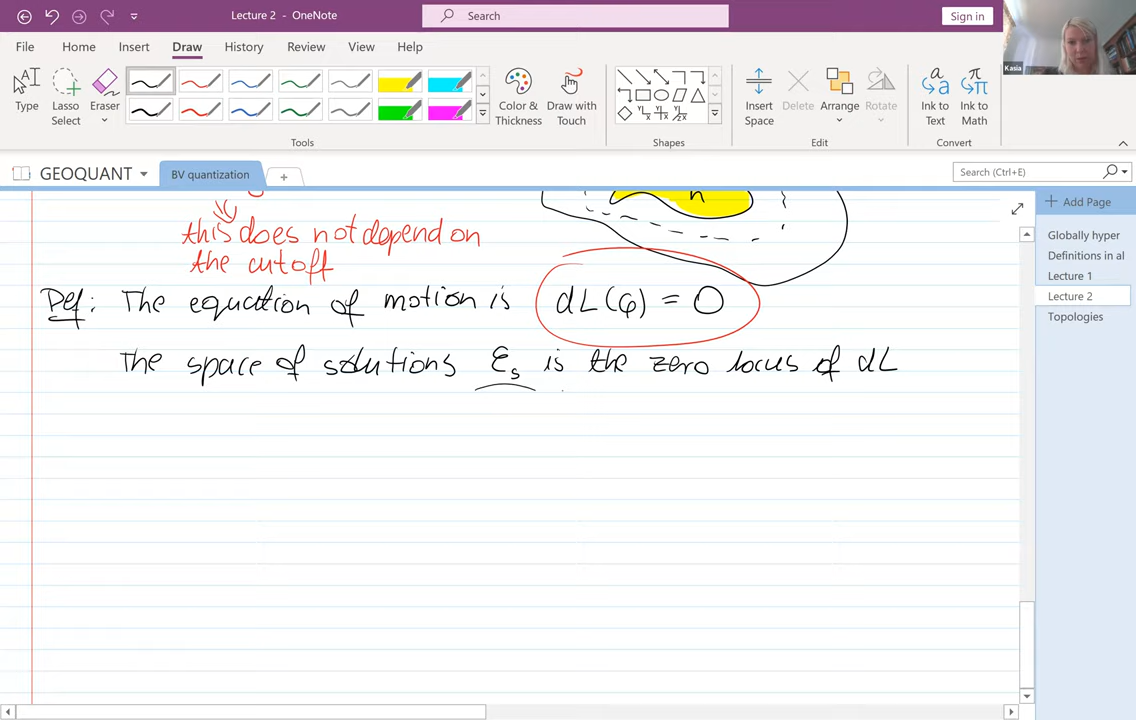 Lecture 2 - OneNote
Search
Sign in
Kasia
File Home Insert Draw History Review View Help
Type
Lasso Select
Eraser
Color & Thickness
Draw with Touch
Insert Space
Delete
Arrange
Rotate
Ink to Text
Ink to Math
Tools
Shapes
Edit
Convert
GEOQUANT
BV quantization
Search (Ctrl+E)
Add Page
Globally hyper
Definitions in al
Lecture 1
Lecture 2
Topologies
this does not depend on
the cutoff
Def: The equation of motion is dL(φ) = 0
The space of solutions Es is the zero locus of dL